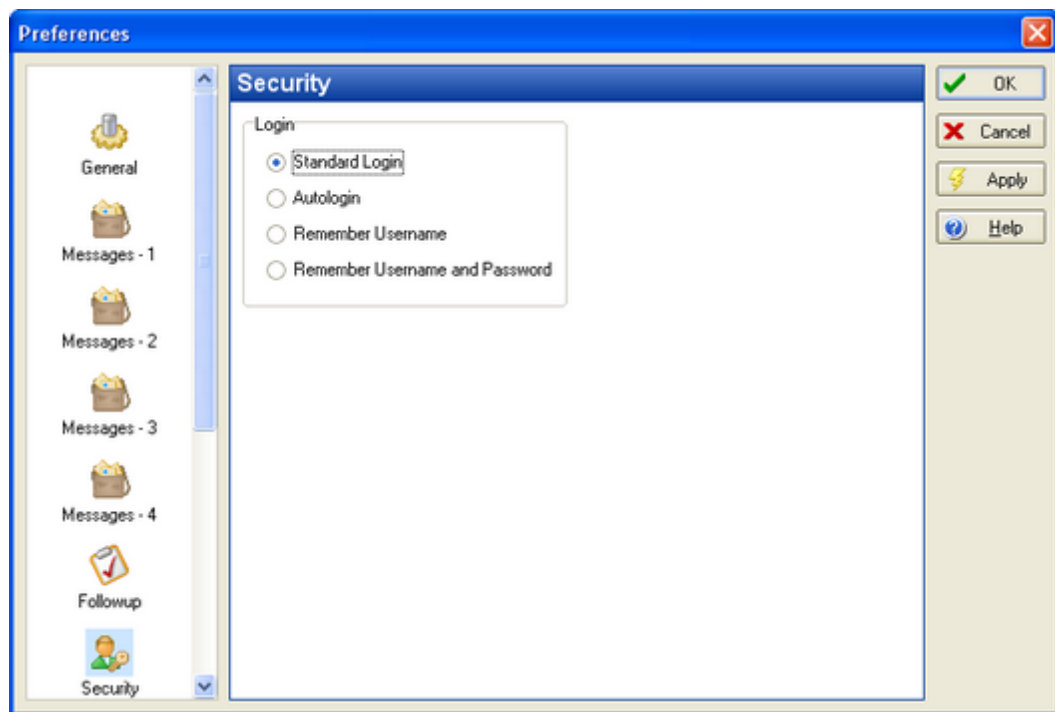 Preferences
General
Messages - 1
Messages - 2
Messages - 3
Messages - 4
Followup
Security
Security
Login
Standard Login
Autologin
Remember Username
Remember Username and Password
OK
Cancel
Apply
Help